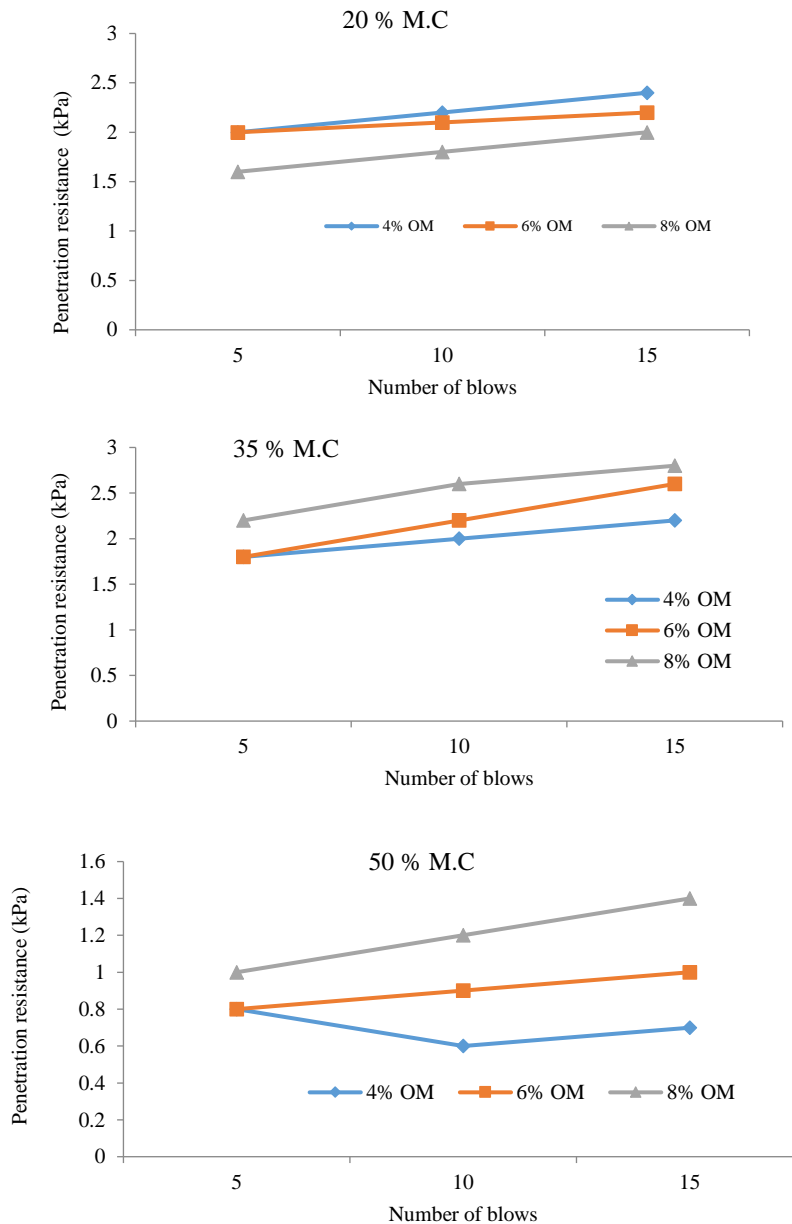 20 % M.C
Penetration resistance (kPa)
3
2.5
2
1.5
1
0.5
0
4% OM 6% OM 8% OM
5 10 15
Number of blows
35 % M.C
Penetration resistance (kPa)
3
2.5
2
1.5
1
0.5
0
4% OM
6% OM
8% OM
5 10 15
Number of blows
50 % M.C
Penetration resistance (kPa)
1.6
1.4
1.2
1
0.8
0.6
0.4
0.2
0
4% OM 6% OM 8% OM
5 10 15
Number of blows